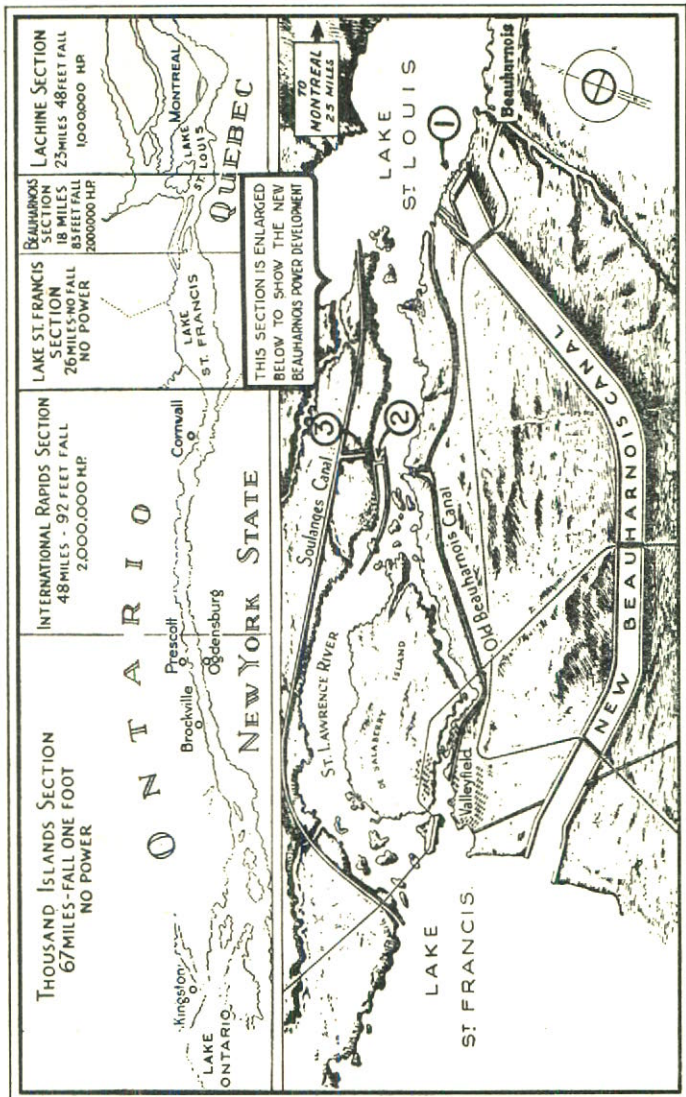 THOUSAND ISLANDS SECTION
67 MILES - FALL ONE FOOT
NO POWER
INTERNATIONAL RAPIDS SECTION
48 MILES - 92 FEET FALL
2,000,000 H.P.
LAKE ST. FRANCIS
SECTION
26 MILES - NO FALL
NO POWER
BEAUHARNOIS
SECTION
18 MILES
83 FEET FALL
2000000 H.P.
LACHINE SECTION
23 MILES 48 FEET FALL
1,000,000 H.P.
ONTARIO
Kingston
LAKE
ONTARIO
Brockville
Prescott
Ogdensburg
NEW YORK STATE
Cornwall
LAKE
ST. FRANCIS
LAKE
ST. LOUIS
MONTREAL
QUEBEC
THIS SECTION IS ENLARGED
BELOW TO SHOW THE NEW
BEAUHARNOIS POWER DEVELOPMENT
TO
MONTREAL
25 MILES
LAKE
ST. LOUIS
1
Beauharnois
Soulanges Canal
3
2
ST. LAWRENCE RIVER
DE SALABERRY
ISLAND
Old Beauharnois Canal
Valleyfield
LAKE
ST. FRANCIS
NEW BEAUHARNOIS CANAL